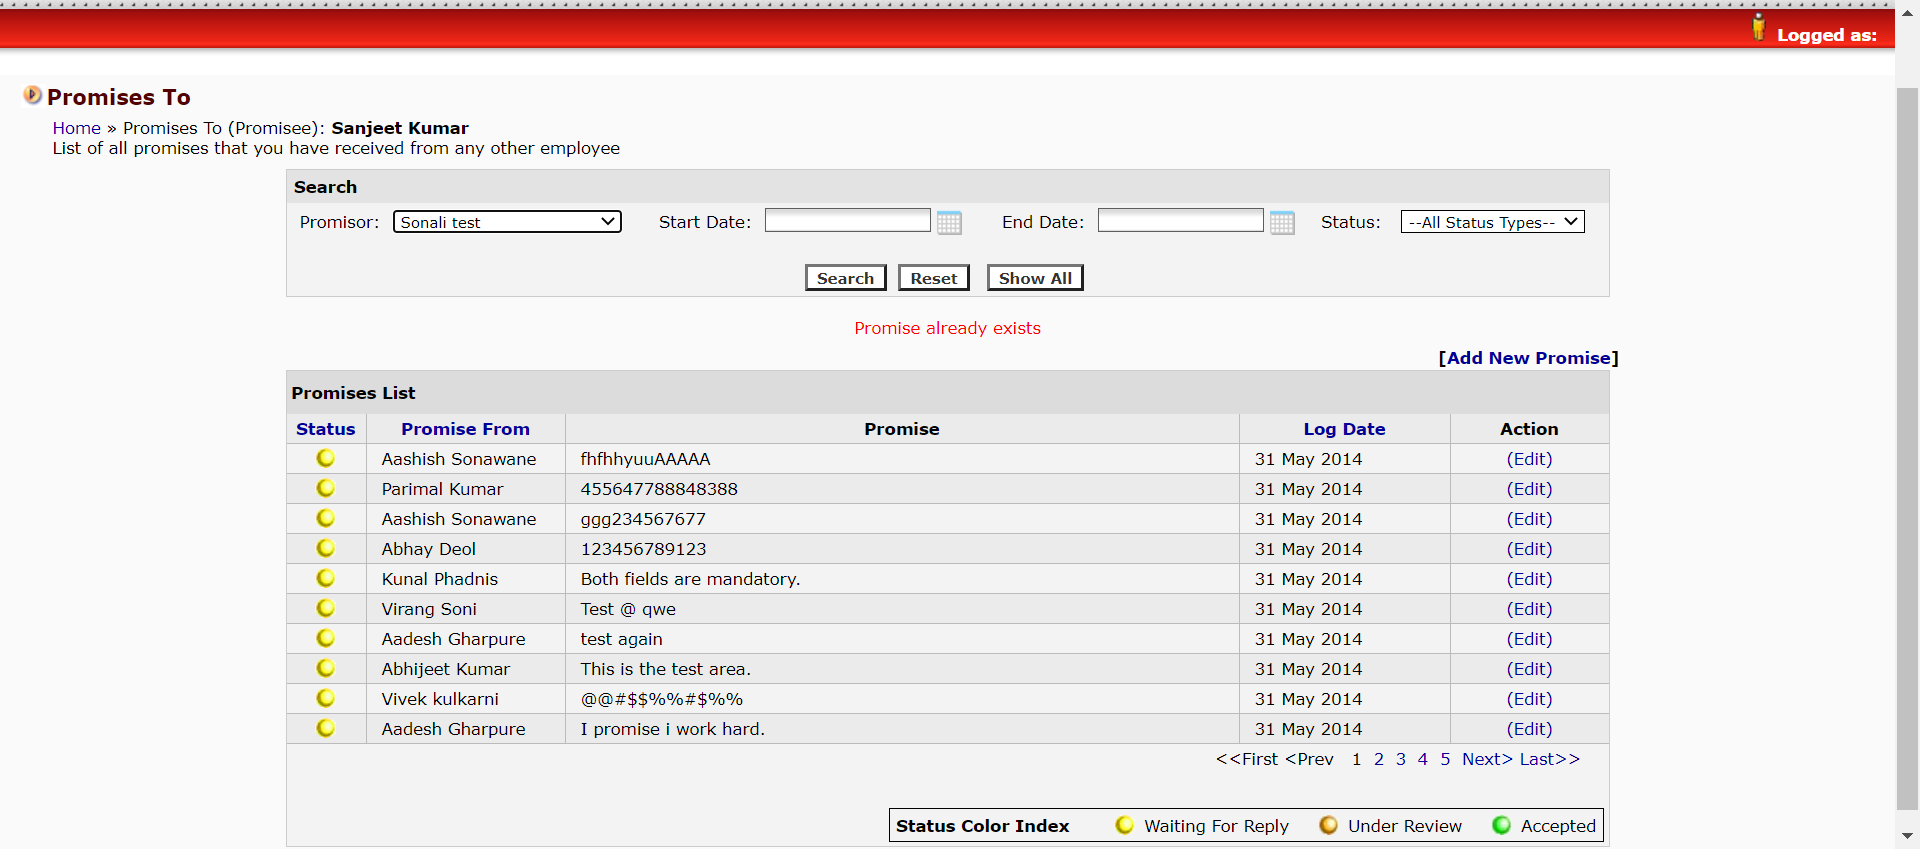 Logged as:
Promises To
Home » Promises To (Promisee): Sanjeet Kumar
List of all promises that you have received from any other employee
Search
Promisor: Sonali test Start Date: End Date: Status: --All Status Types--
Search Reset Show All
Promise already exists
[Add New Promise]
Promises List
Status Promise From Promise Log Date Action
Aashish Sonawane fhfhhyuuAAAAA 31 May 2014 (Edit)
Parimal Kumar 455647788848388 31 May 2014 (Edit)
Aashish Sonawane ggg234567677 31 May 2014 (Edit)
Abhay Deol 123456789123 31 May 2014 (Edit)
Kunal Phadnis Both fields are mandatory. 31 May 2014 (Edit)
Virang Soni Test @ qwe 31 May 2014 (Edit)
Aadesh Gharpure test again 31 May 2014 (Edit)
Abhijeet Kumar This is the test area. 31 May 2014 (Edit)
Vivek kulkarni @@#$$%%#$%% 31 May 2014 (Edit)
Aadesh Gharpure I promise i work hard. 31 May 2014 (Edit)
<<First <Prev 1 2 3 4 5 Next> Last>>
Status Color Index Waiting For Reply Under Review Accepted